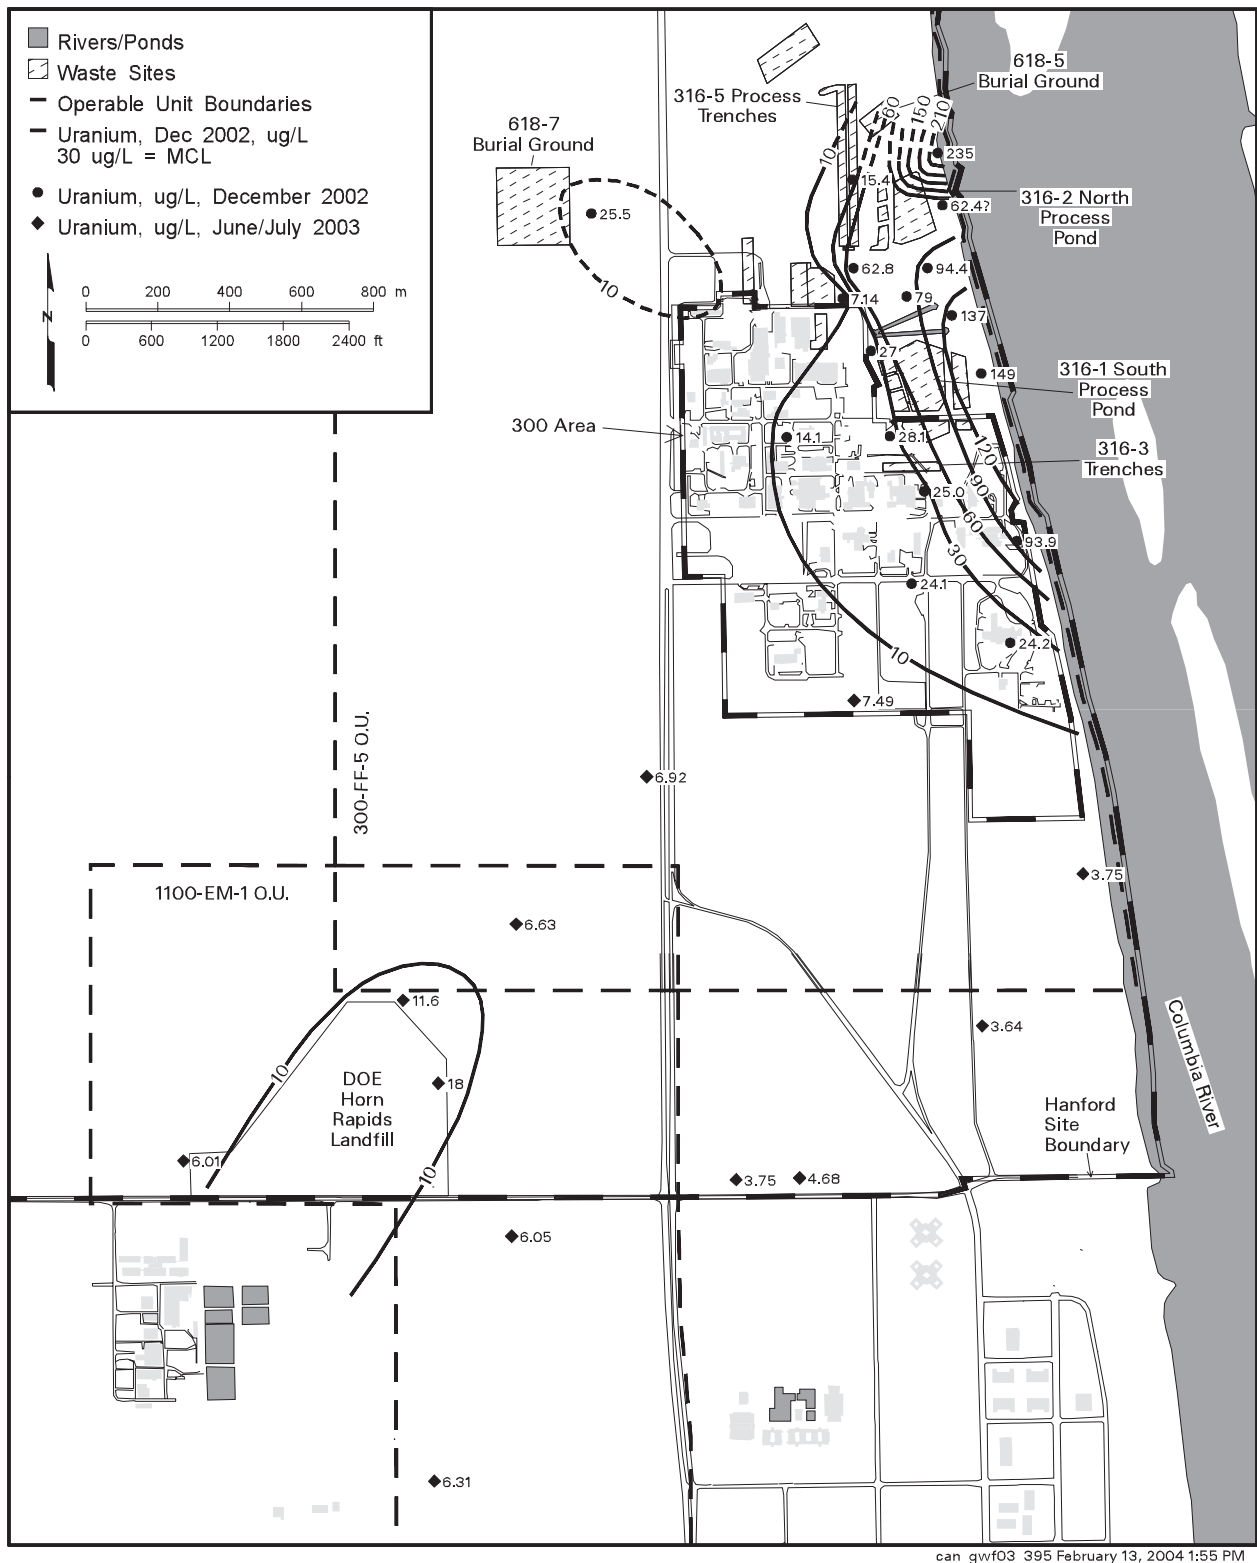 Rivers/Ponds
Waste Sites
Operable Unit Boundaries
Uranium, Dec 2002, ug/L
30 ug/L = MCL
Uranium, ug/L, December 2002
Uranium, ug/L, June/July 2003
0 200 400 600 800 m
N
0 600 1200 1800 2400 ft
618-5
Burial Ground
316-5 Process
Trenches
60
150
210
618-7
Burial Ground
235
10
15.4
316-2 North
Process
Pond
62.4?
25.5
62.8
94.4
10
7.14
79
137
27
149
316-1 South
Process
Pond
300 Area
14.1
28.1
120
316-3
Trenches
25.0
90
60
93.9
30
24.1
24.2
10
7.49
300-FF-5 O.U.
6.92
3.75
1100-EM-1 O.U.
6.63
11.6
3.64
Columbia River
10
18
DOE
Horn
Rapids
Landfill
Hanford
Site
Boundary
6.01
10
3.75
4.68
6.05
6.31
can_gwf03_395 February 13, 2004 1:55 PM